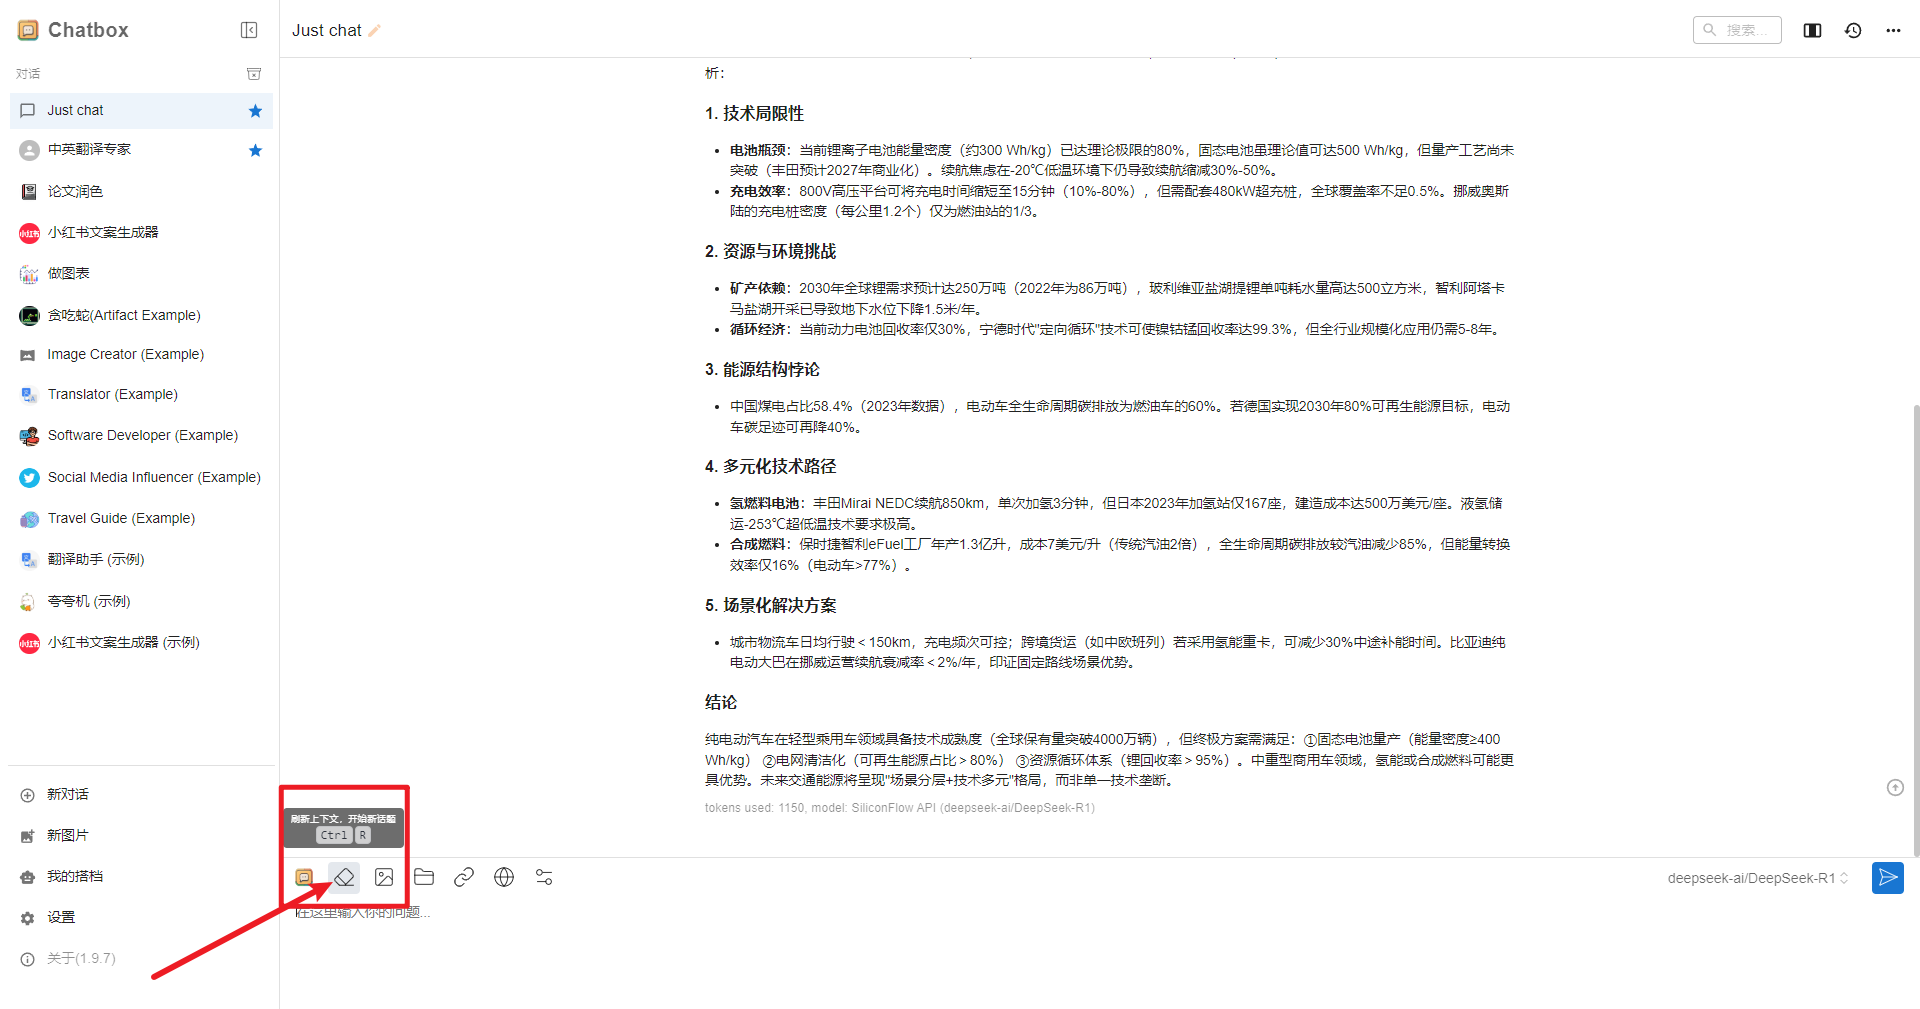 Chatbox
对话
Just chat
中英翻译专家
论文润色
小红书文案生成器
做图表
贪吃蛇(Artifact Example)
Image Creator (Example)
Translator (Example)
Software Developer (Example)
Social Media Influencer (Example)
Travel Guide (Example)
翻译助手 (示例)
夸夸机 (示例)
小红书文案生成器 (示例)
新对话
新图片
我的搭档
设置
关于(1.9.7)
Just chat
搜索...
析：
1. 技术局限性
• 电池瓶颈：当前锂离子电池能量密度（约300 Wh/kg）已达理论极限的80%，固态电池虽理论值可达500 Wh/kg，但量产工艺尚未
突破（丰田预计2027年商业化）。续航焦虑在-20℃低温环境下仍导致续航缩减30%-50%。
• 充电效率：800V高压平台可将充电时间缩短至15分钟（10%-80%），但需配套480kW超充桩，全球覆盖率不足0.5%。挪威奥斯
陆的充电桩密度（每公里1.2个）仅为燃油站的1/3。
2. 资源与环境挑战
• 矿产依赖：2030年全球锂需求预计达250万吨（2022年为86万吨），玻利维亚盐湖提锂单吨耗水量高达500立方米，智利阿塔卡
马盐湖开采已导致地下水位下降1.5米/年。
• 循环经济：当前动力电池回收率仅30%，宁德时代"定向循环"技术可使镍钴锰回收率达99.3%，但全行业规模化应用仍需5-8年。
3. 能源结构悖论
• 中国煤电占比58.4%（2023年数据），电动车全生命周期碳排放为燃油车的60%。若德国实现2030年80%可再生能源目标，电动
车碳足迹可再降40%。
4. 多元化技术路径
• 氢燃料电池：丰田Mirai NEDC续航850km，单次加氢3分钟，但日本2023年加氢站仅167座，建造成本达500万美元/座。液氢储
运-253℃超低温技术要求极高。
• 合成燃料：保时捷智利eFuel工厂年产1.3亿升，成本7美元/升（传统汽油2倍），全生命周期碳排放较汽油减少85%，但能量转换
效率仅16%（电动车>77%）。
5. 场景化解决方案
• 城市物流车日均行驶＜150km，充电频次可控；跨境货运（如中欧班列）若采用氢能重卡，可减少30%中途补能时间。比亚迪纯
电动大巴在挪威运营续航衰减率＜2%/年，印证固定路线场景优势。
结论
纯电动汽车在轻型乘用车领域具备技术成熟度（全球保有量突破4000万辆），但终极方案需满足：①固态电池量产（能量密度≥400
Wh/kg） ②电网清洁化（可再生能源占比＞80%） ③资源循环体系（锂回收率＞95%）。中重型商用车领域，氢能或合成燃料可能更
具优势。未来交通能源将呈现"场景分层+技术多元"格局，而非单一技术垄断。
tokens used: 1150, model: SiliconFlow API (deepseek-ai/DeepSeek-R1)
刷新上下文，开始新话题
Ctrl R
deepseek-ai/DeepSeek-R1
在这里输入你的问题...